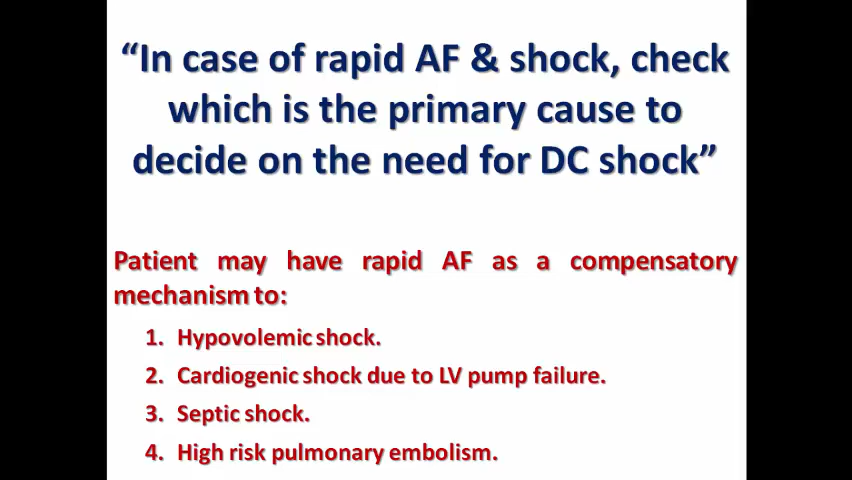 “In case of rapid AF & shock, check
which is the primary cause to
decide on the need for DC shock”
Patient may have rapid AF as a compensatory
mechanism to:
1. Hypovolemic shock.
2. Cardiogenic shock due to LV pump failure.
3. Septic shock.
4. High risk pulmonary embolism.